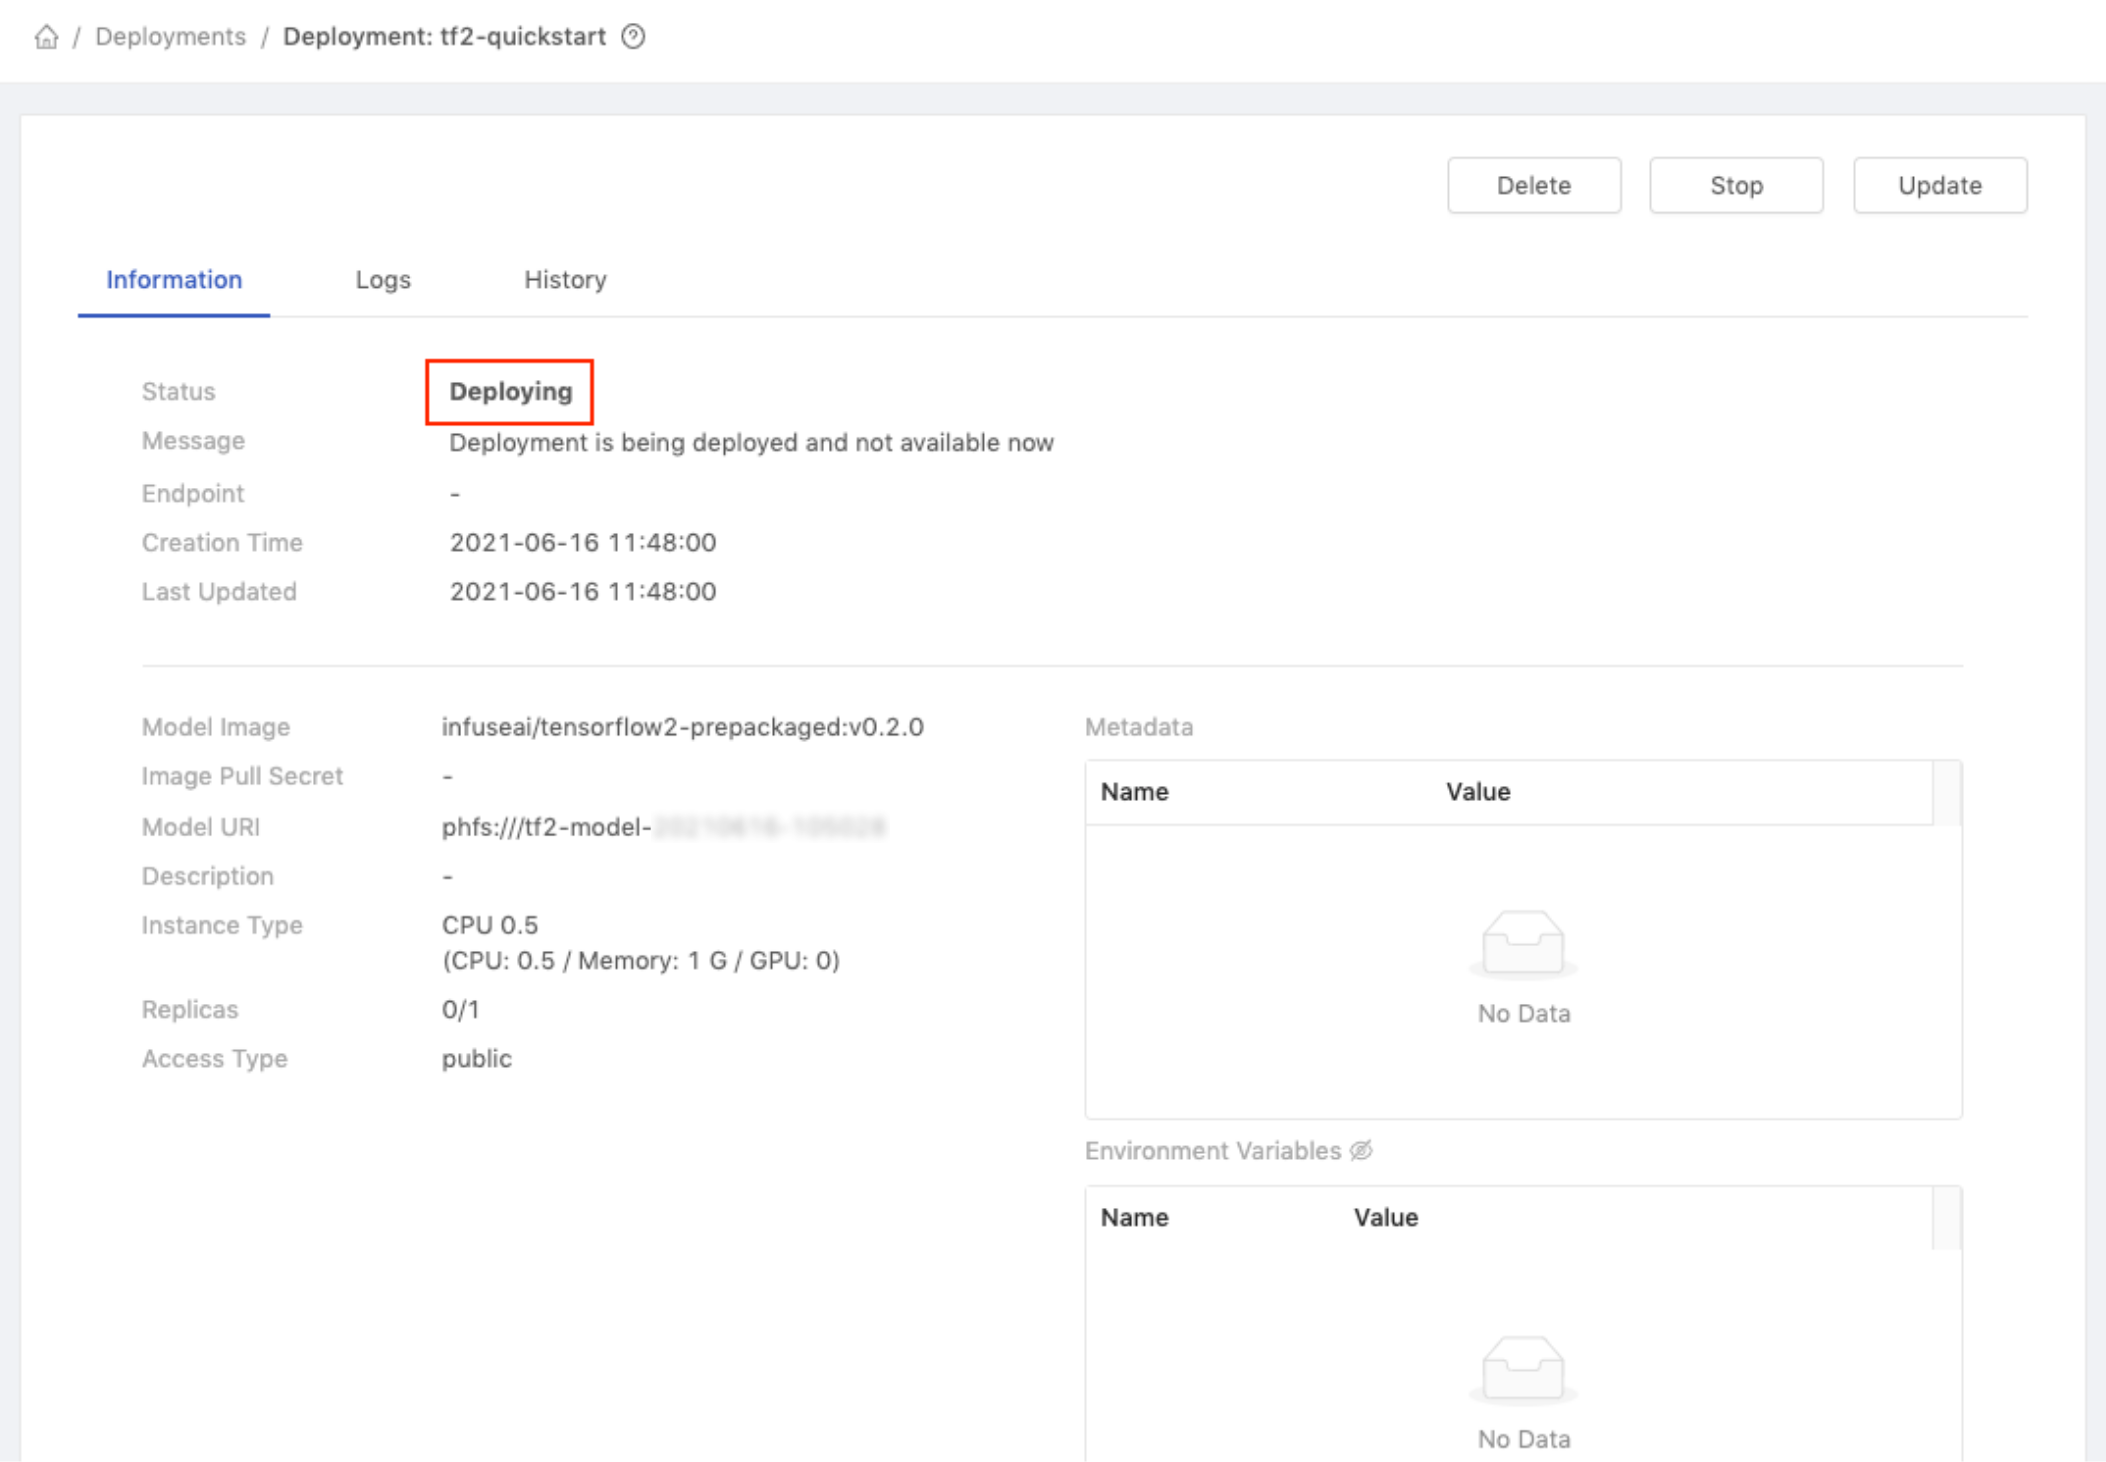 / Deployments / Deployment: tf2-quickstart
Delete Stop Update
Information Logs History
Status Deploying
Message Deployment is being deployed and not available now
Endpoint -
Creation Time 2021-06-16 11:48:00
Last Updated 2021-06-16 11:48:00
Model Image infuseai/tensorflow2-prepackaged:v0.2.0
Image Pull Secret -
Model URI phfs:///tf2-model-
Description -
Instance Type CPU 0.5
(CPU: 0.5 / Memory: 1 G / GPU: 0)
Replicas 0/1
Access Type public
Metadata
Name Value
No Data
Environment Variables
Name Value
No Data